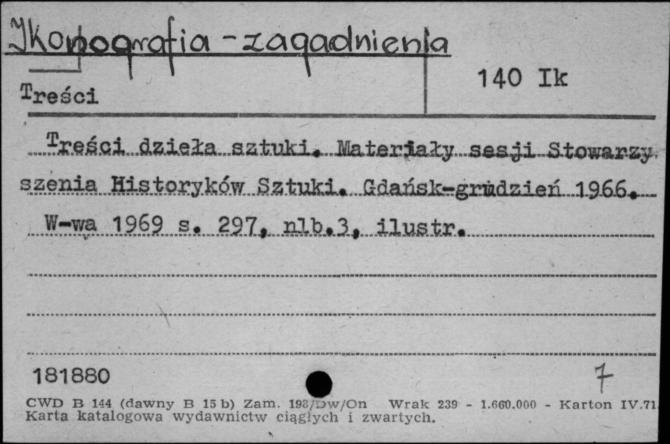 Ikonografia - zagadnienia
140 Ik
Treści
Treści dzieła sztuki. Materiały sesji Stowarzy
szenia Historyków Sztuki. Gdańsk-grudzień 1966.
W-wa 1969 s. 297, nlb.3, ilustr.
181880
7
CWD B 144 (dawny B 15 b) Zam. 198/Dw/On Wrak 239 - 1.660.000 - Karton IV.71
Karta katalogowa wydawnictw ciągłych i zwartych.